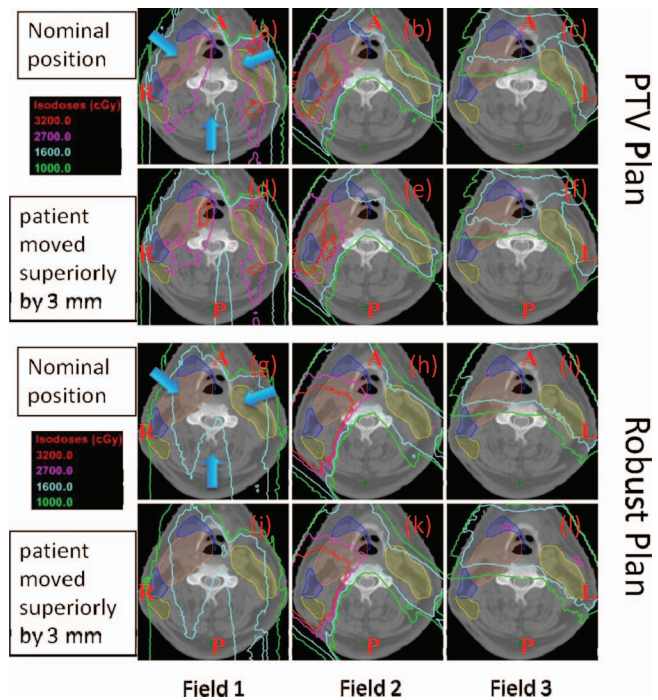 Nominal
position
Isodoses (cGy)
3200.0
2700.0
1600.0
1000.0
patient
moved
superiorly
by 3 mm
A
(a)
R
(b)
A
(c)
L
(d)
R
P
(e)
P
(f)
L
PTV Plan
Nominal
position
Isodoses (cGy)
3200.0
2700.0
1600.0
1000.0
patient
moved
superiorly
by 3 mm
A
(g)
R
A
(h)
A
(i)
L
(j)
R
P
(k)
P
(l)
L
P
Robust Plan
Field 1
Field 2
Field 3